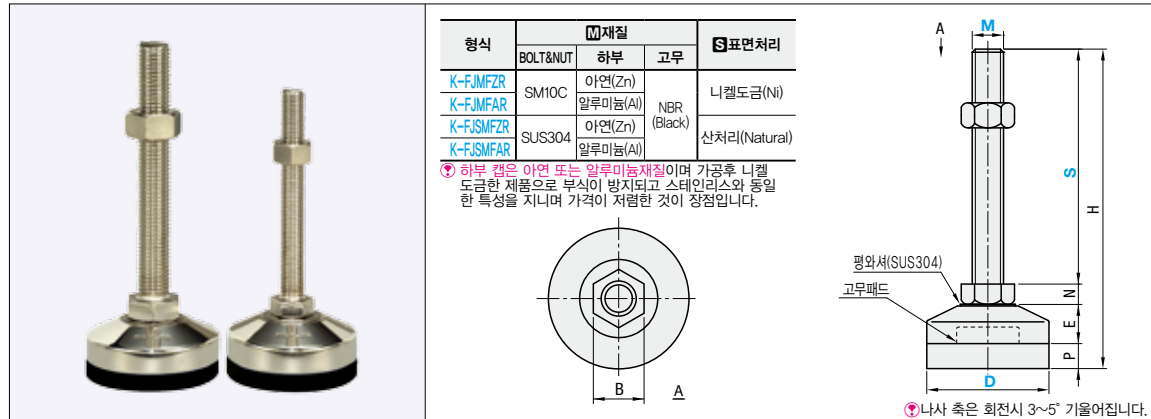 형식
M재질
S표면처리
BOLT&NUT
하부
고무
K-FJMFZR
SM10C
아연(Zn)
NBR
(Black)
니켈도금(Ni)
K-FJMFAR
알루미늄(Al)
K-FJSMFZR
SUS304
아연(Zn)
산처리(Natural)
K-FJSMFAR
알루미늄(Al)
하부 캡은 아연 또는 알루미늄재질이며 가공후 니켈
도금한 제품으로 부식이 방지되고 스테인리스와 동일
한 특성을 지니며 가격이 저렴한 것이 장점입니다.
B
A
A
M
S
H
평와셔(SUS304)
고무패드
N
E
P
D
나사 축은 회전시 3~5° 기울어집니다.